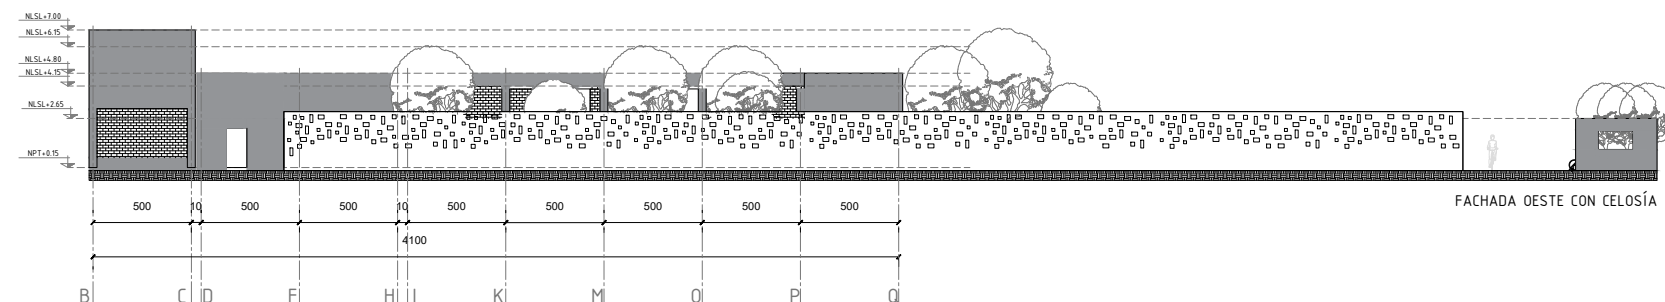 NLSL+7.00
NLSL+6.15
NLSL+4.80
NLSL+4.15
NLSL+2.65
NPT+0.15
FACHADA OESTE CON CELOSÍA
500 10 500 500 10 500 500 500 500 500
4100
B C D F H I K M O P Q